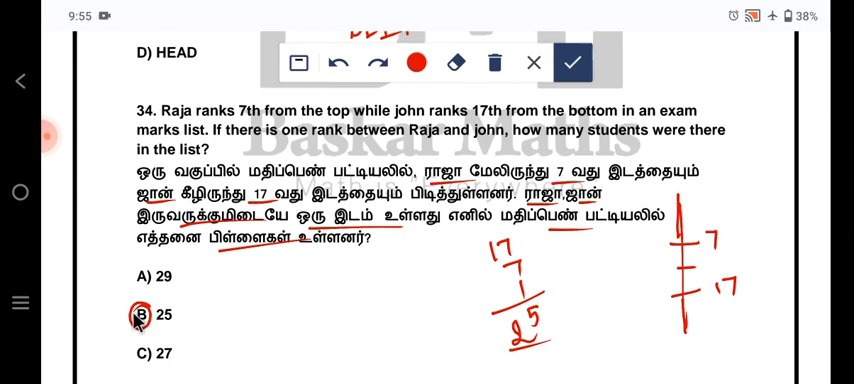 9:55
38%
D) HEAD
34. Raja ranks 7th from the top while john ranks 17th from the bottom in an exam
marks list. If there is one rank between Raja and john, how many students were there
in the list?
ஒரு வகுப்பில் மதிப்பெண் பட்டியலில், ராஜா மேலிருந்து 7 வது இடத்தையும்
ஜான் கீழிருந்து 17 வது இடத்தையும் பிடித்துள்ளனர். ராஜா,ஜான்
இருவருக்குமிடையே ஒரு இடம் உள்ளது எனில் மதிப்பெண் பட்டியலில்
எத்தனை பிள்ளைகள் உள்ளனர்?
Baskar Maths
A) 29
B) 25
C) 27
17
7
1
25
7
17